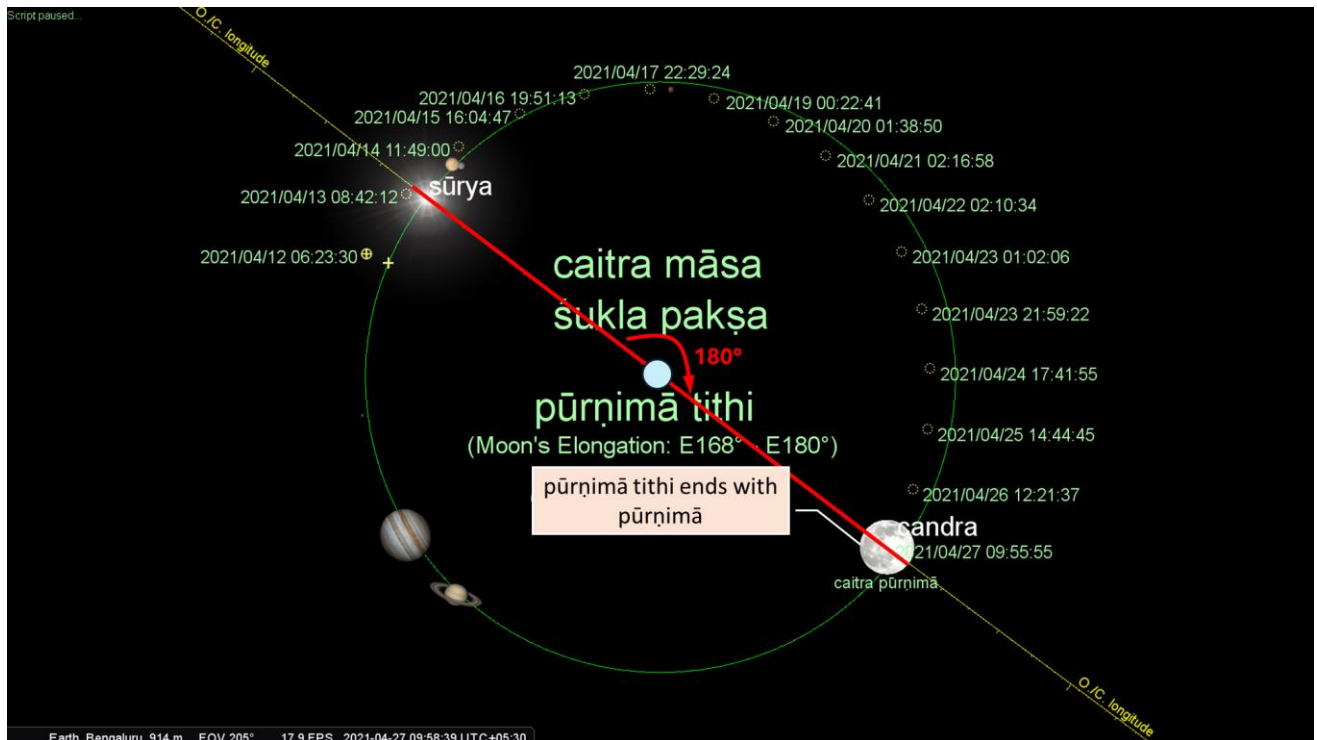 Script paused...
O./C. longitude
2021/04/17 22:29:24
2021/04/16 19:51:13
2021/04/19 00:22:41
2021/04/15 16:04:47
2021/04/20 01:38:50
2021/04/14 11:49:00
2021/04/21 02:16:58
sūrya
2021/04/13 08:42:12
2021/04/22 02:10:34
2021/04/12 06:23:30
2021/04/23 01:02:06
caitra māsa
śukla pakṣa
2021/04/23 21:59:22
180°
2021/04/24 17:41:55
pūrṇimā tithi
(Moon's Elongation: E168° - E180°)
2021/04/25 14:44:45
pūrṇimā tithi ends with
pūrṇimā
2021/04/26 12:21:37
candra
2021/04/27 09:55:55
caitra pūrṇimā
O./C. longitude
Earth, Bengaluru, 914 m FOV 205° 17.9 FPS 2021-04-27 09:58:39 UTC+05:30